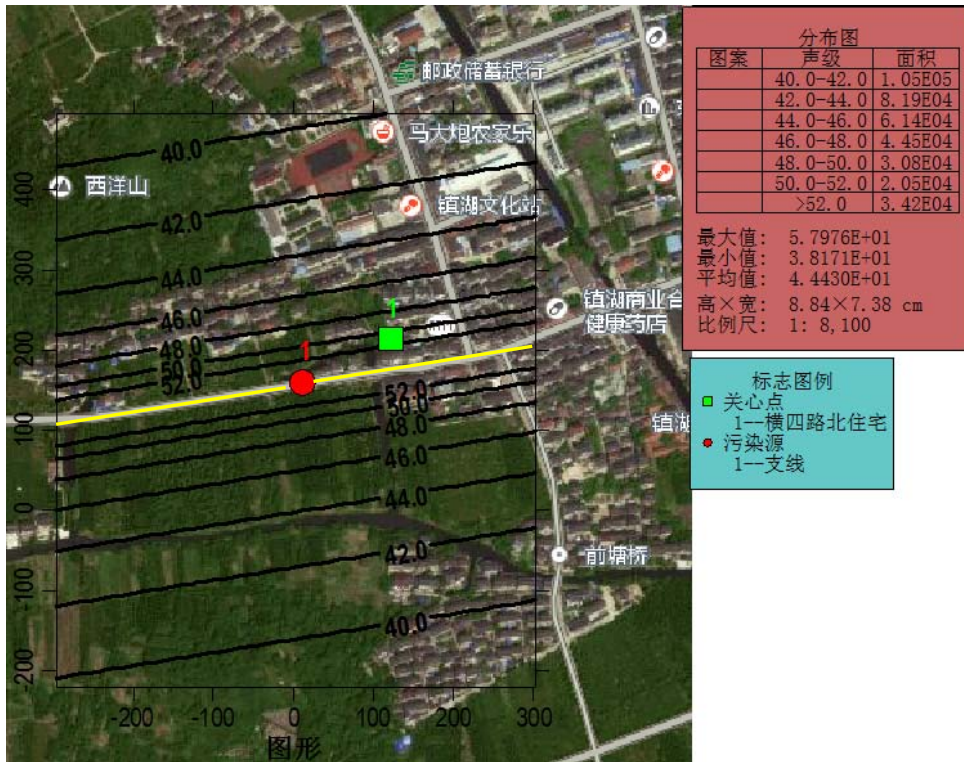 分布图
图案 声级 面积
40.0-42.0 1.05E05
42.0-44.0 8.19E04
44.0-46.0 6.14E04
46.0-48.0 4.45E04
48.0-50.0 3.08E04
50.0-52.0 2.05E04
>52.0 3.42E04
最大值: 5.7976E+01
最小值: 3.8171E+01
平均值: 4.4430E+01
高×宽: 8.84×7.38 cm
比例尺: 1: 8,100
标志图例
关心点
1--横四路北住宅
污染源
1--支线
邮政储蓄银行
马大炮农家乐
40.0
西洋山
400
镇湖文化站
42.0
300
44.0
镇湖商业合
健康药店
46.0
1
48.0
200
50.0
1
52.0
52.0
50.0
100
48.0
镇湖
46.0
44.0
0
42.0
前塘桥
-100
40.0
-200
-200 -100 0 100 200 300
图形